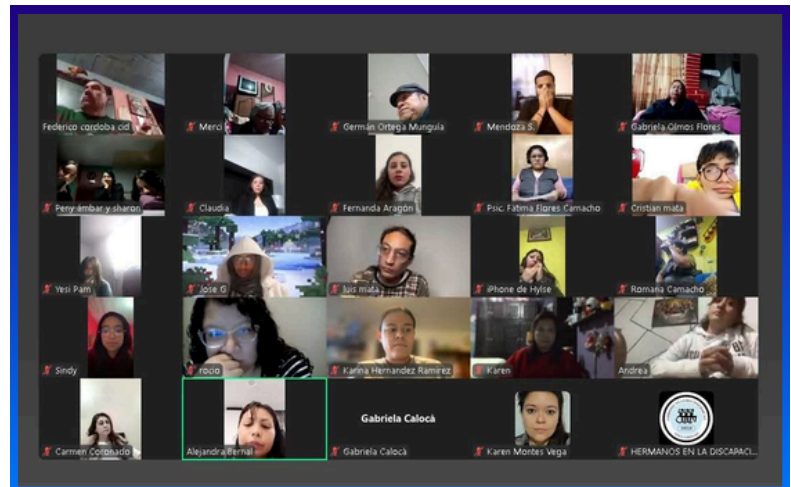 Federico cordoba cid
Merci
Germán Ortega Munguía
Mendoza S.
Gabriela Olmos Flores
Peny ámbar y sharon
Claudia
Fernanda Aragón
Psic. Fátima Flores Camacho
Cristian mata
Yesi Pam
Jose G
luis mata
iPhone de Hylse
Romana Camacho
Sindy
rocio
Karina Hernandez Ramirez
Karen
Andrea
Carmen Coronado
Alejandra Bernal
Gabriela Calocá
Gabriela Calocá
Karen Montes Vega
HERMANOS EN LA DISCAPACI...